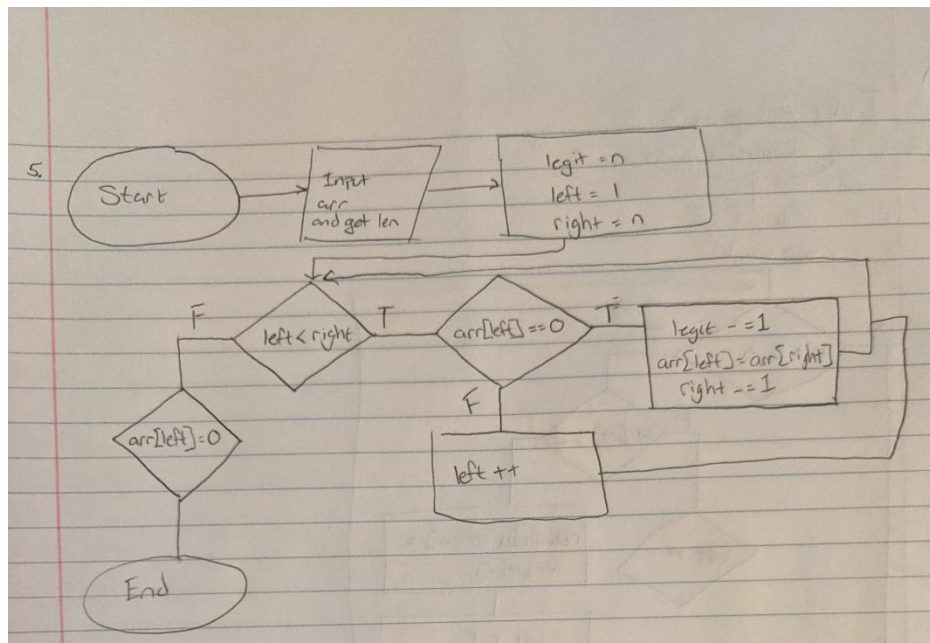 5.
Start
Input
arr
and get len
legit = n
left = 1
right = n
F
left < right
T
arr[left] == 0
T
legit -= 1
arr[left] = arr[right]
right -= 1
F
arr[left] = 0
left ++
End